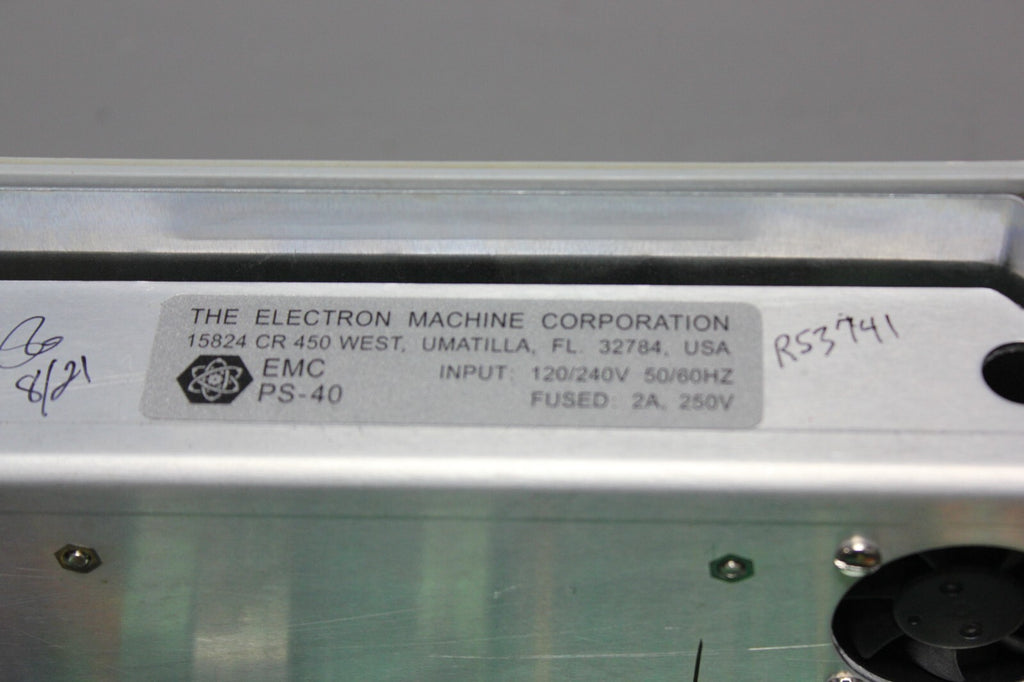 THE ELECTRON MACHINE CORPORATION
15824 CR 450 WEST, UMATILLA, FL. 32784, USA
EMC INPUT: 120/240V 50/60HZ
PS-40 FUSED: 2A, 250V
R53741
8/21